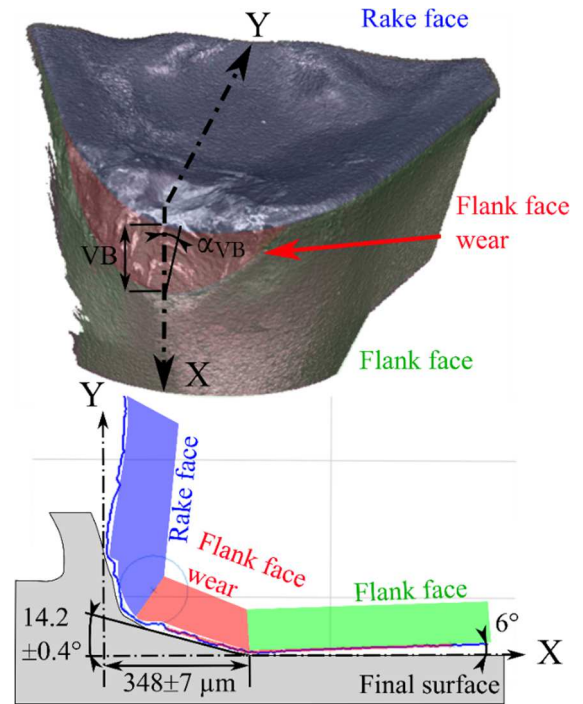 Rake face
Y
Flank face
wear
VB
αVB
Flank face
X
Y
Rake face
Flank face
wear
Flank face
14.2
±0.4°
6°
X
348±7 µm
Final surface